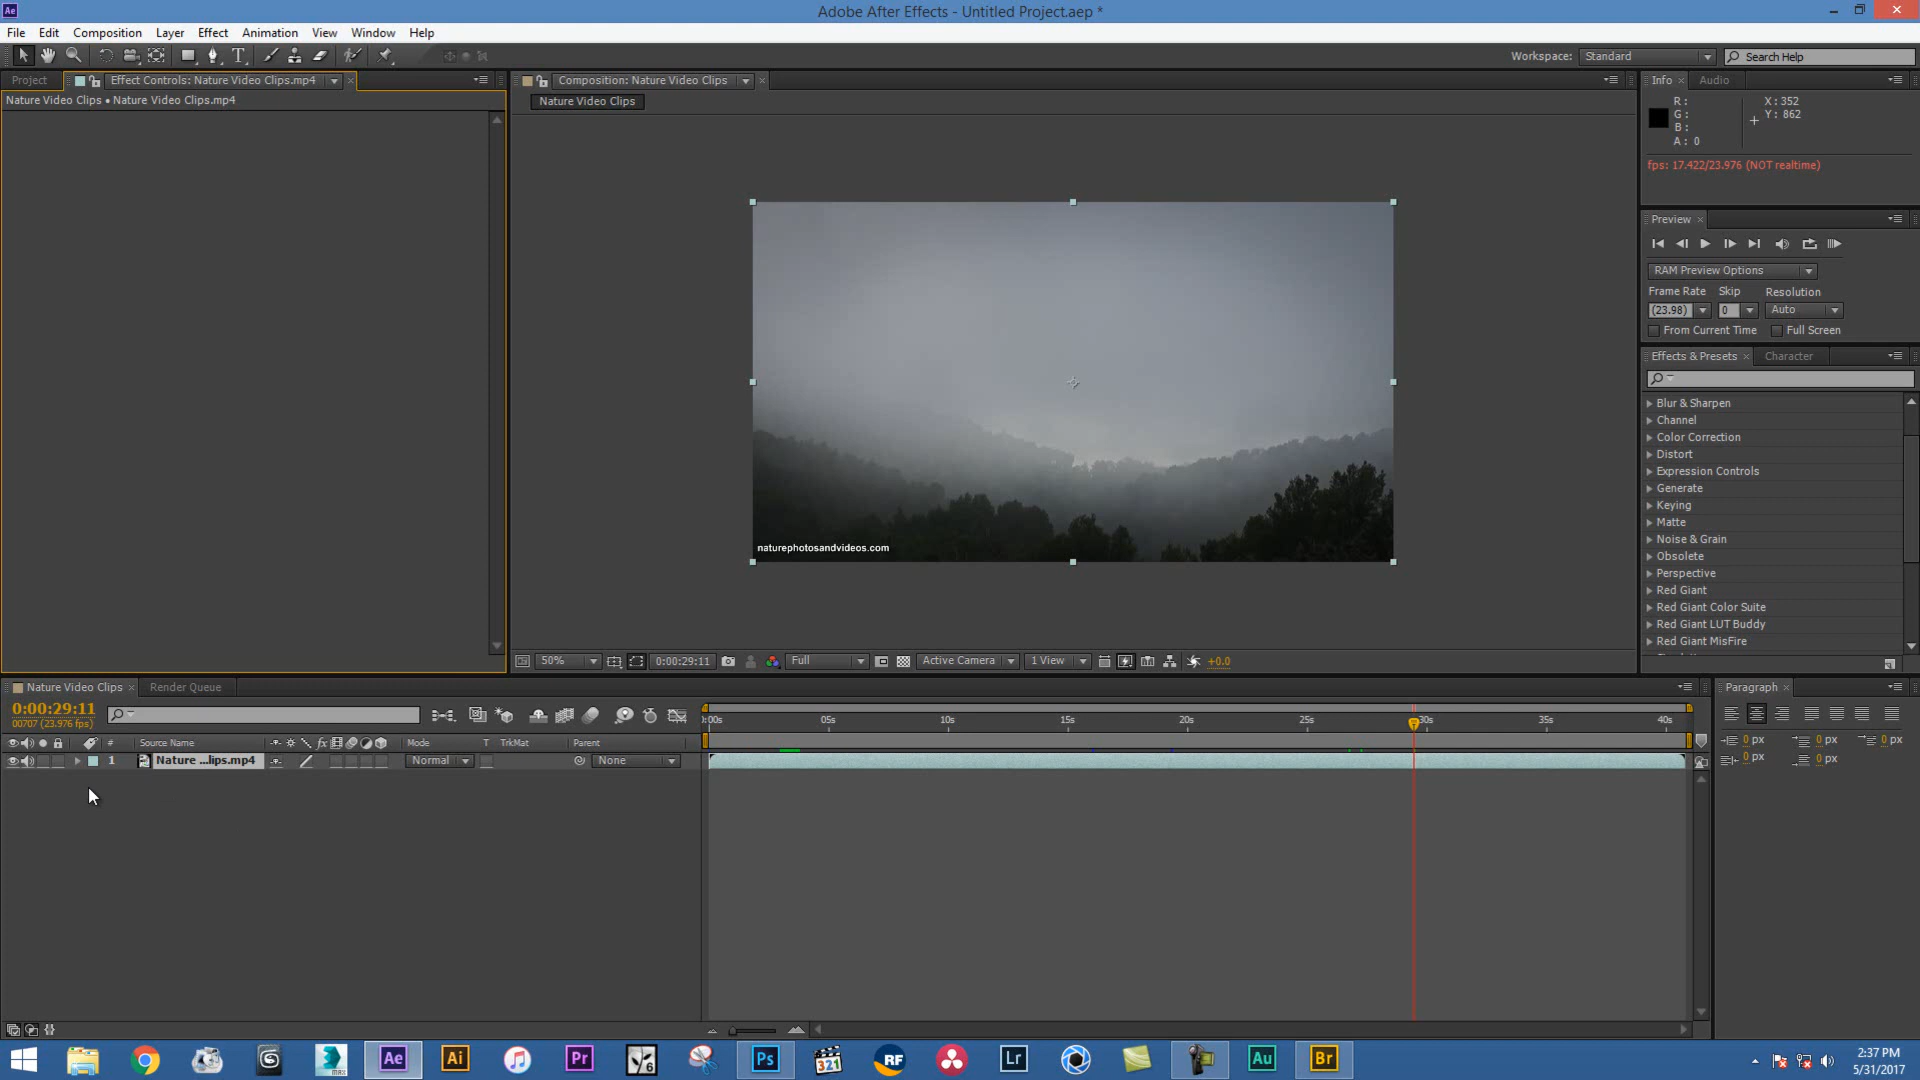 Adobe After Effects - Untitled Project.aep *
File Edit Composition Layer Effect Animation View Window Help
Workspace: Standard Search Help
Project Effect Controls: Nature Video Clips.mp4
Nature Video Clips • Nature Video Clips.mp4
Composition: Nature Video Clips
Nature Video Clips
naturephotosandvideos.com
50% 0:00:29:11 Full Active Camera 1 View +0.0
Info Audio
R: X: 352
G: Y: 862
B:
A: 0
fps: 17.422/23.976 (NOT realtime)
Preview
RAM Preview Options
Frame Rate Skip Resolution
(23.98) 0 Auto
From Current Time Full Screen
Effects & Presets Character
Blur & Sharpen
Channel
Color Correction
Distort
Expression Controls
Generate
Keying
Matte
Noise & Grain
Obsolete
Perspective
Red Giant
Red Giant Color Suite
Red Giant LUT Buddy
Red Giant MisFire
Nature Video Clips Render Queue
0:00:29:11
00707 (23.976 fps)
:00s 05s 10s 15s 20s 25s 30s 35s 40s
# Source Name fx Mode T TrkMat Parent
1 Nature ...lips.mp4 Normal None
Paragraph
0 px 0 px 0 px
0 px 0 px
MAX Ae Ai Pr 6 Ps 321 RF Lr Au Br
2:37 PM
5/31/2017